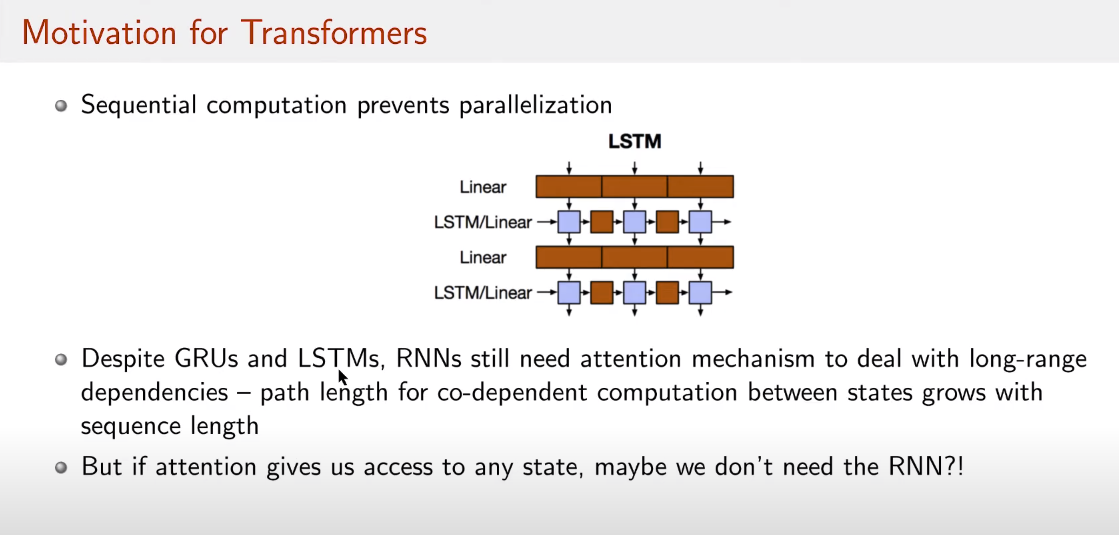 Motivation for Transformers
Sequential computation prevents parallelization
LSTM
Linear
LSTM/Linear
Linear
LSTM/Linear
Despite GRUs and LSTMs, RNNs still need attention mechanism to deal with long-range
dependencies – path length for co-dependent computation between states grows with
sequence length
But if attention gives us access to any state, maybe we don't need the RNN?!